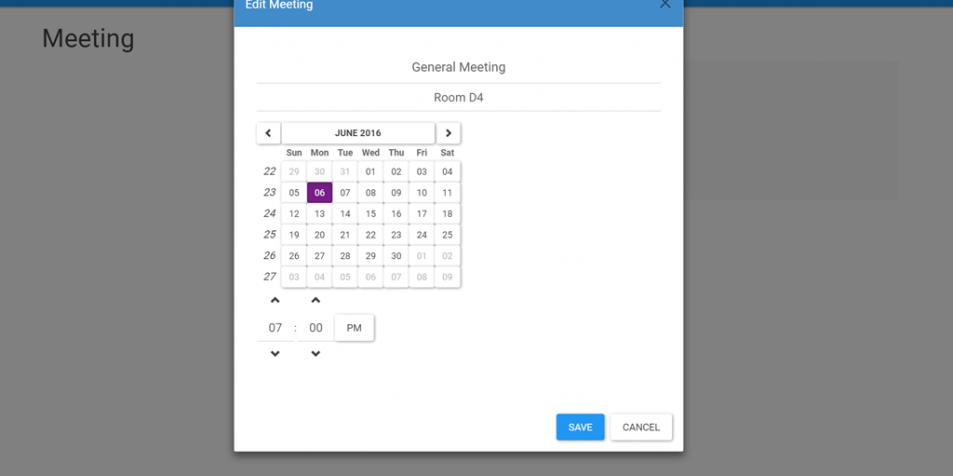 Edit Meeting
Meeting
General Meeting
Room D4
JUNE 2016
Sun Mon Tue Wed Thu Fri Sat
22 29 30 31 01 02 03 04
23 05 06 07 08 09 10 11
24 12 13 14 15 16 17 18
25 19 20 21 22 23 24 25
26 26 27 28 29 30 01 02
27 03 04 05 06 07 08 09
07 : 00 PM
SAVE CANCEL